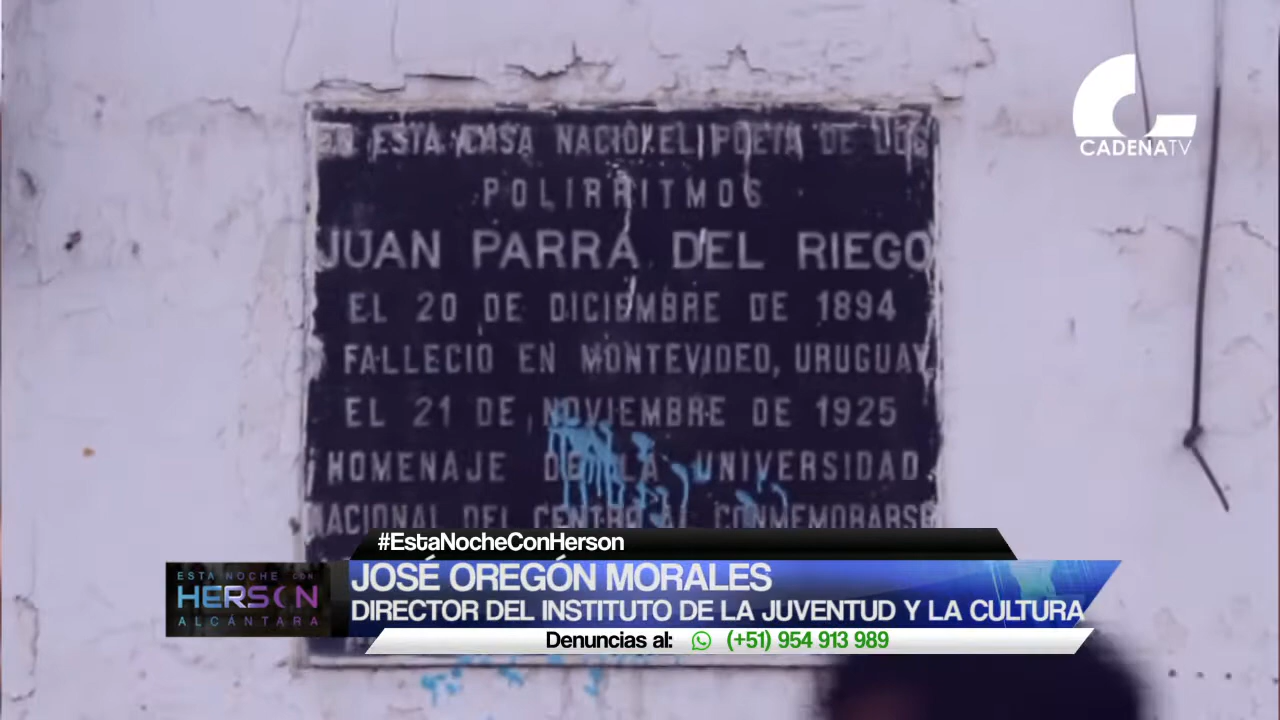 CADENATV
EN ESTA CASA NACIO EL POETA DE LOS
POLIRRITMOS
JUAN PARRA DEL RIEGO
EL 20 DE DICIEMBRE DE 1894
FALLECIO EN MONTEVIDEO, URUGUAY
EL 21 DE NOVIEMBRE DE 1925
HOMENAJE DE LA UNIVERSIDAD
NACIONAL DEL CENTRO AL CONMEMORARSE
#EstaNocheConHerson
ESTA NOCHE CON
HERSON
ALCÁNTARA
JOSÉ OREGÓN MORALES
DIRECTOR DEL INSTITUTO DE LA JUVENTUD Y LA CULTURA
Denuncias al: (+51) 954 913 989